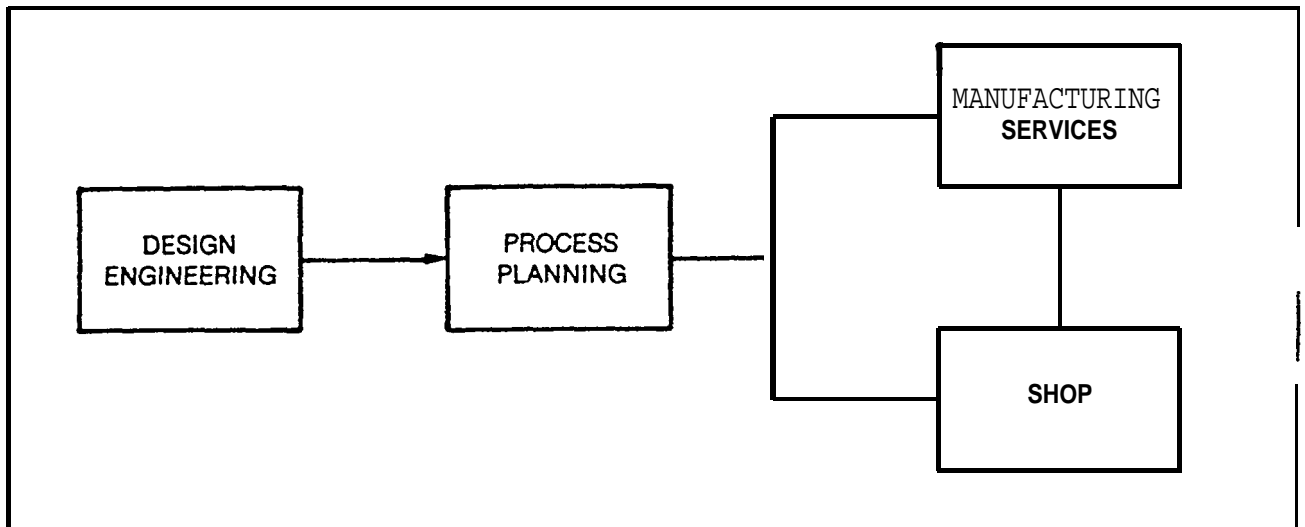 DESIGN
ENGINEERING
PROCESS
PLANNING
MANUFACTURING
SERVICES
SHOP